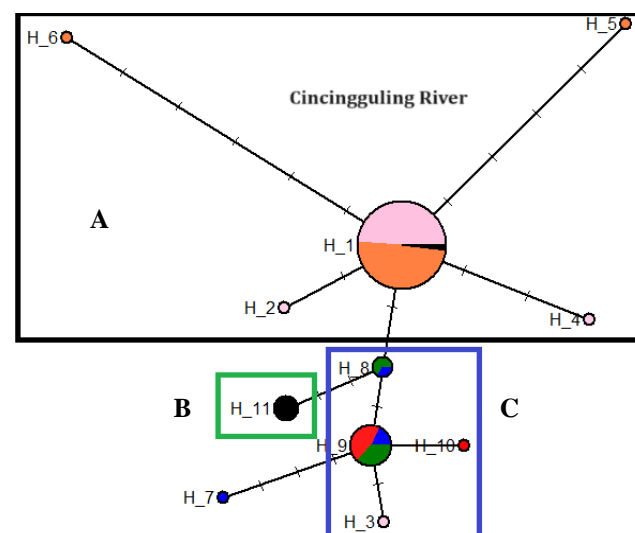 H_5
H_6
Cincingguling River
A
H_1
H_2
H_4
H_8
B
H_11
C
H_9
H_10
H_7
H_3